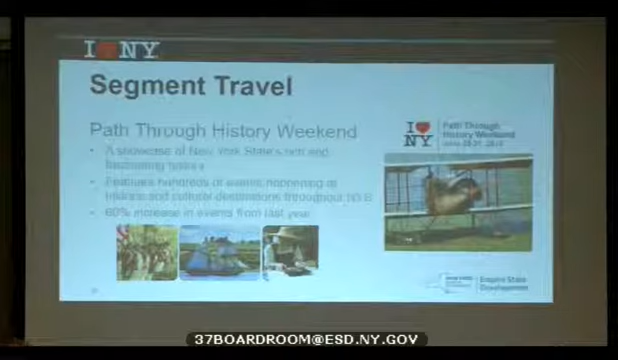 I ❤ NY
Segment Travel
Path Through History Weekend
• A showcase of New York State's rich and
fascinating history
• Features hundreds of events happening at
historic and cultural destinations throughout NYS
• 60% increase in events from last year
I ❤ NY
Path Through
History Weekend
Empire State
Development
37BOARDROOM@ESD.NY.GOV